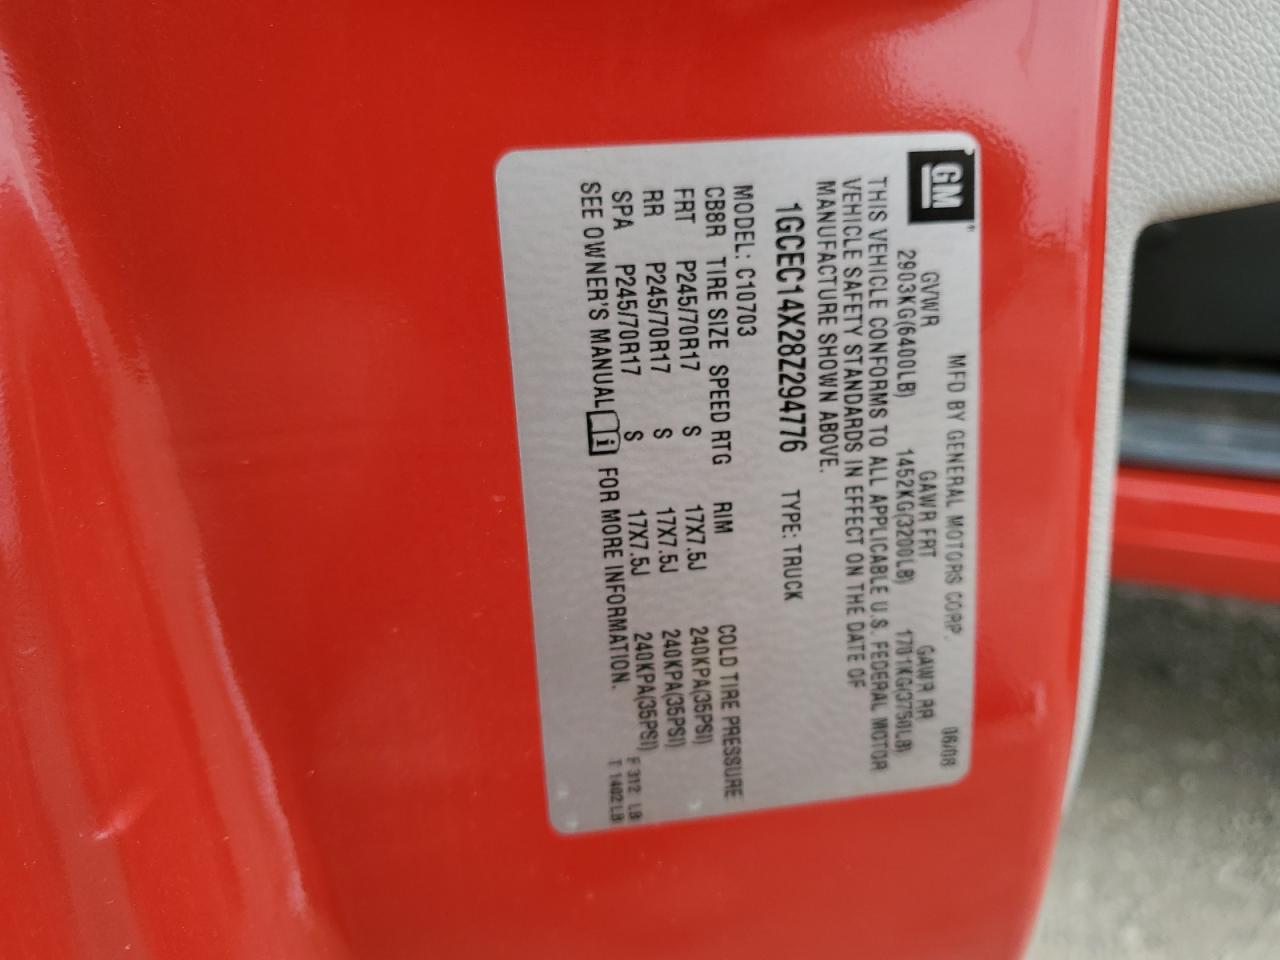 GM
MFD BY GENERAL MOTORS CORP. 06/08
GVWR GAWR FRT GAWR RR
2903KG(6400LB) 1452KG(3200LB) 1701KG(3750LB)
THIS VEHICLE CONFORMS TO ALL APPLICABLE U.S. FEDERAL MOTOR
VEHICLE SAFETY STANDARDS IN EFFECT ON THE DATE OF
MANUFACTURE SHOWN ABOVE.
1GCEC14X28Z294776 TYPE: TRUCK
MODEL: C10703
CB8R TIRE SIZE SPEED RTG RIM COLD TIRE PRESSURE
FRT P245/70R17 S 17X7.5J 240KPA(35PSI)
RR P245/70R17 S 17X7.5J 240KPA(35PSI)
SPA P245/70R17 S 17X7.5J 240KPA(35PSI)
SEE OWNER'S MANUAL i FOR MORE INFORMATION.
F 312 LB
T 1402 LB